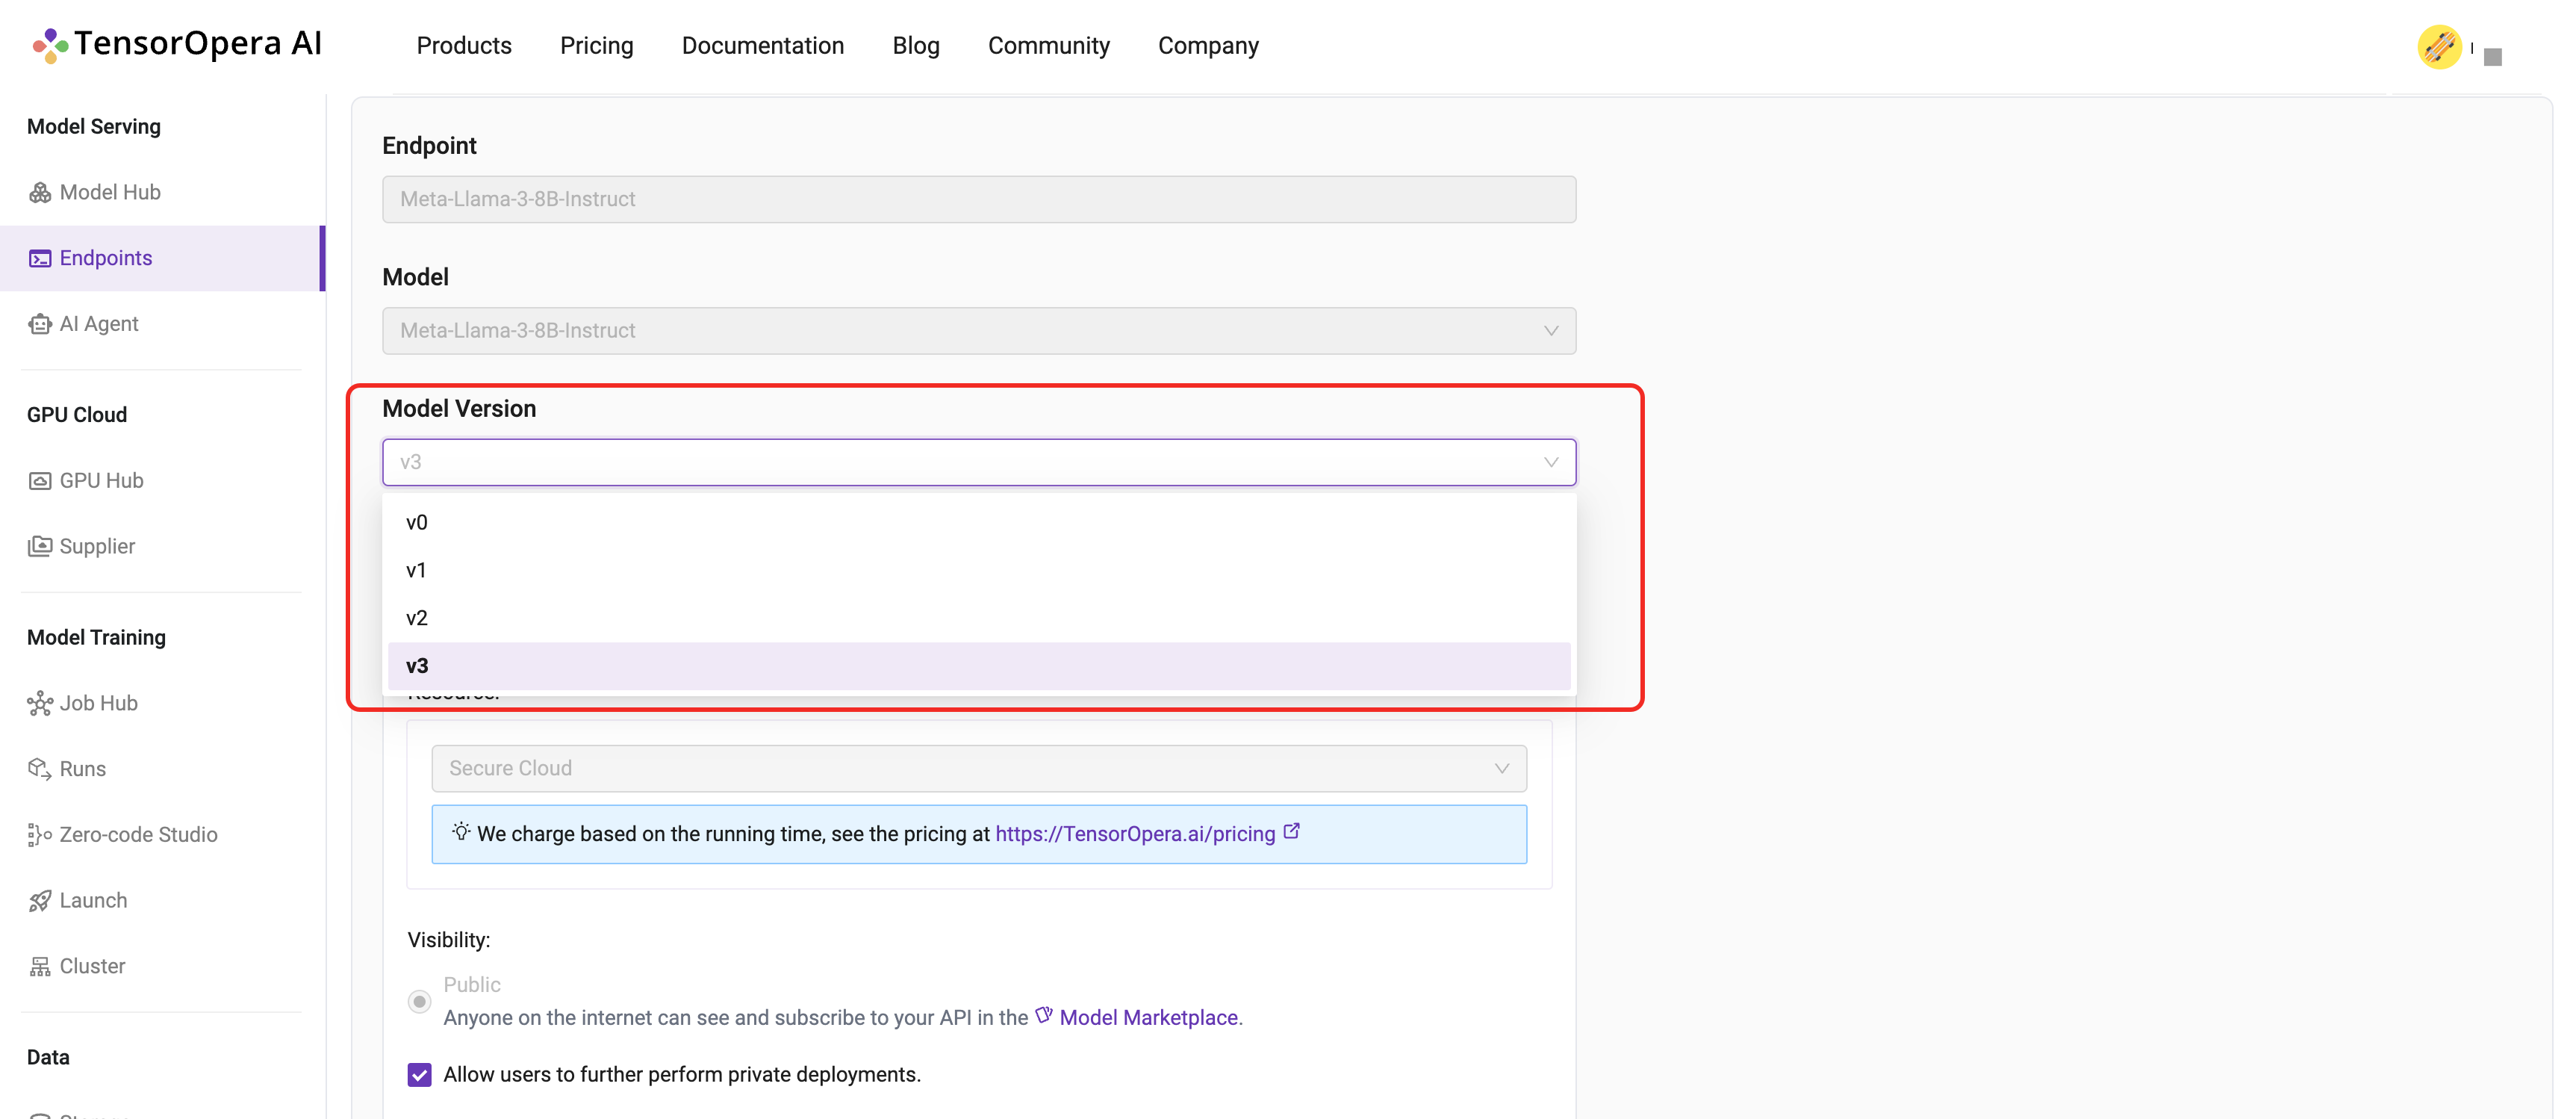 TensorOpera AI
Products Pricing Documentation Blog Community Company
Model Serving
Model Hub
Endpoints
AI Agent
GPU Cloud
GPU Hub
Supplier
Model Training
Job Hub
Runs
Zero-code Studio
Launch
Cluster
Data
Endpoint
Meta-Llama-3-8B-Instruct
Model
Meta-Llama-3-8B-Instruct
Model Version
v3
v0
v1
v2
v3
Resource:
Secure Cloud
We charge based on the running time, see the pricing at https://TensorOpera.ai/pricing
Visibility:
Public
Anyone on the internet can see and subscribe to your API in the Model Marketplace.
Allow users to further perform private deployments.